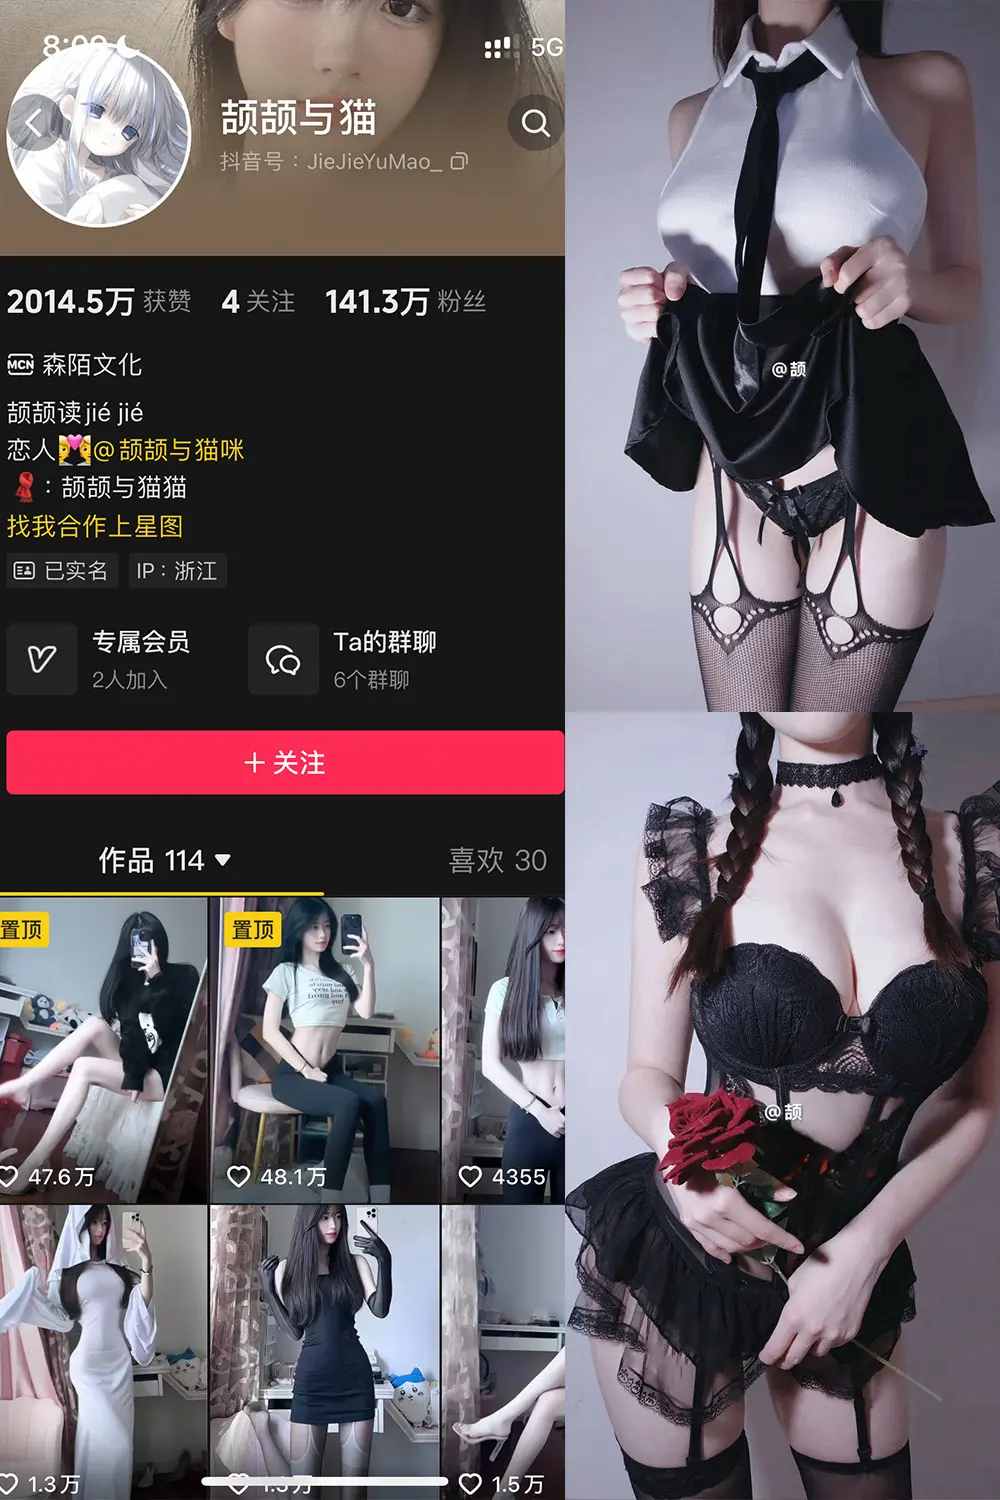 8:00
5G
颉颉与猫
抖音号：JieJieYuMao_
2014.5万 获赞 4 关注 141.3万 粉丝
MCN 森陌文化
颉颉读jié jié
恋人@颉颉与猫咪
：颉颉与猫猫
找我合作上星图
已实名 IP：浙江
专属会员
2人加入
Ta的群聊
6个群聊
+ 关注
作品 114 喜欢 30
置顶
置顶
47.6万
48.1万
4355
1.3万
1.5万
@颉
@颉